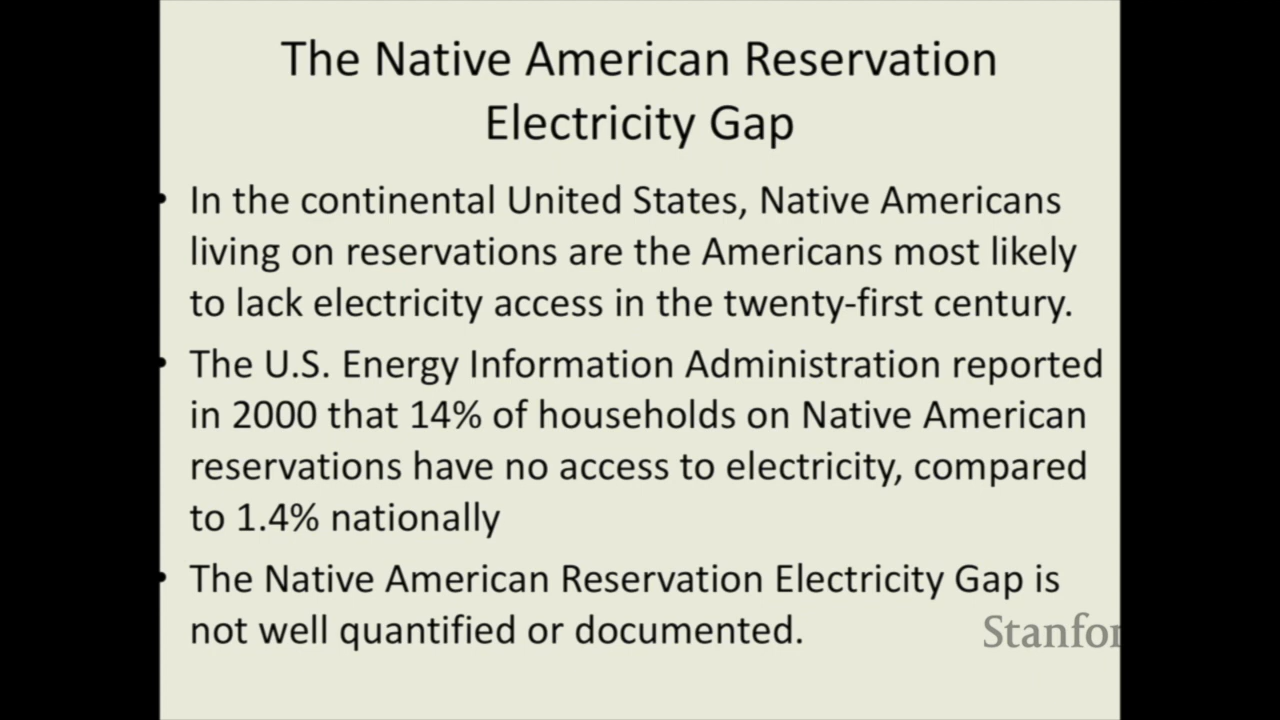 The Native American Reservation
Electricity Gap
• In the continental United States, Native Americans
living on reservations are the Americans most likely
to lack electricity access in the twenty-first century.
• The U.S. Energy Information Administration reported
in 2000 that 14% of households on Native American
reservations have no access to electricity, compared
to 1.4% nationally
• The Native American Reservation Electricity Gap is
not well quantified or documented.
Stanfor